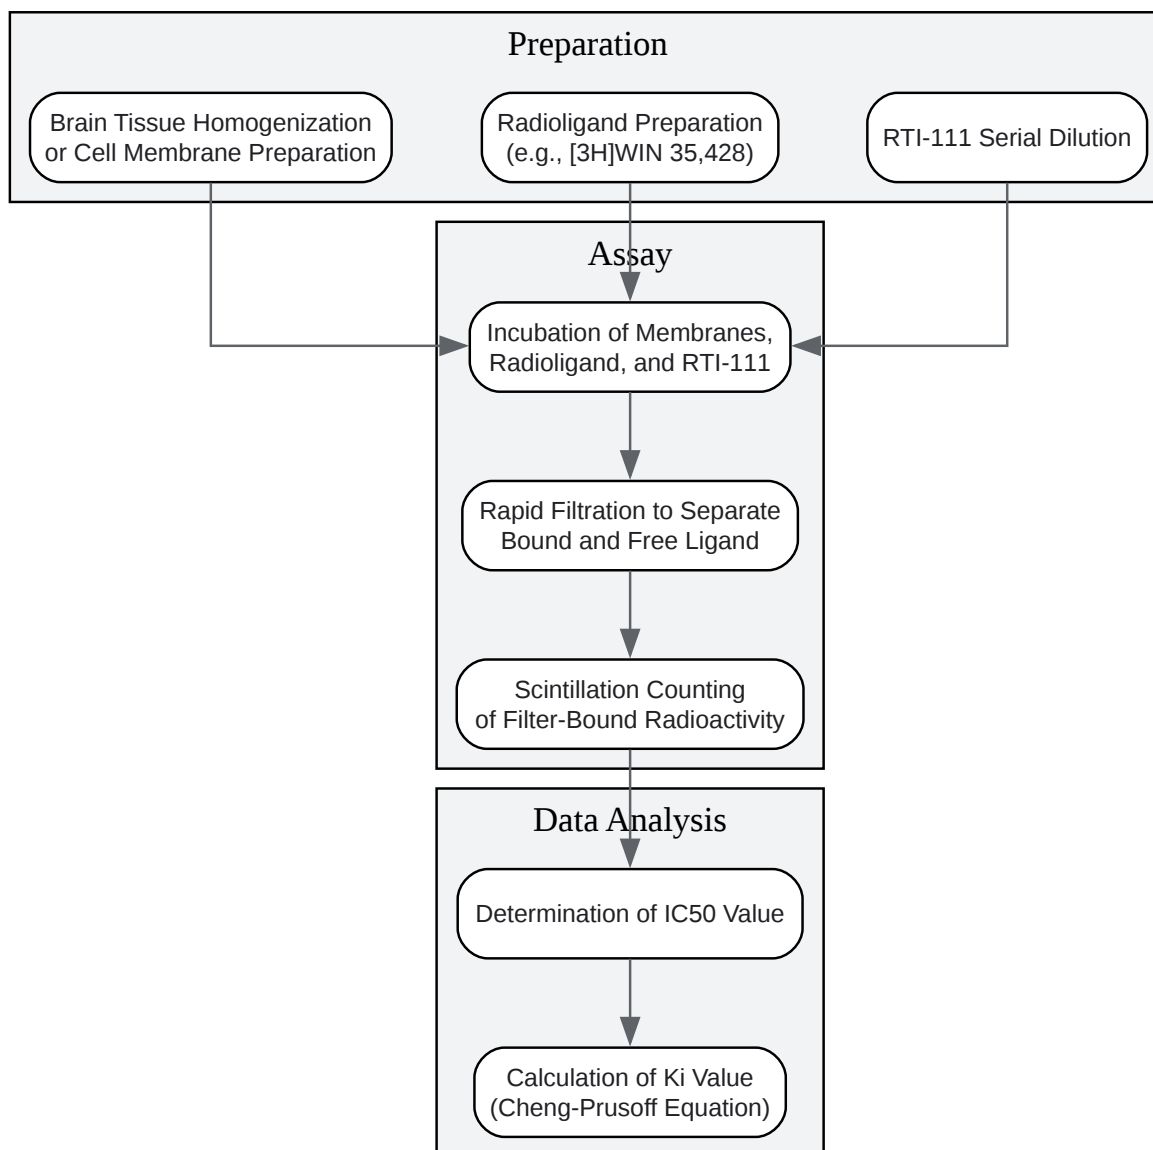 Preparation
Brain Tissue Homogenization
or Cell Membrane Preparation
Radioligand Preparation
(e.g., [3H]WIN 35,428)
RTI-111 Serial Dilution
Assay
Incubation of Membranes,
Radioligand, and RTI-111
Rapid Filtration to Separate
Bound and Free Ligand
Scintillation Counting
of Filter-Bound Radioactivity
Data Analysis
Determination of IC50 Value
Calculation of Ki Value
(Cheng-Prusoff Equation)